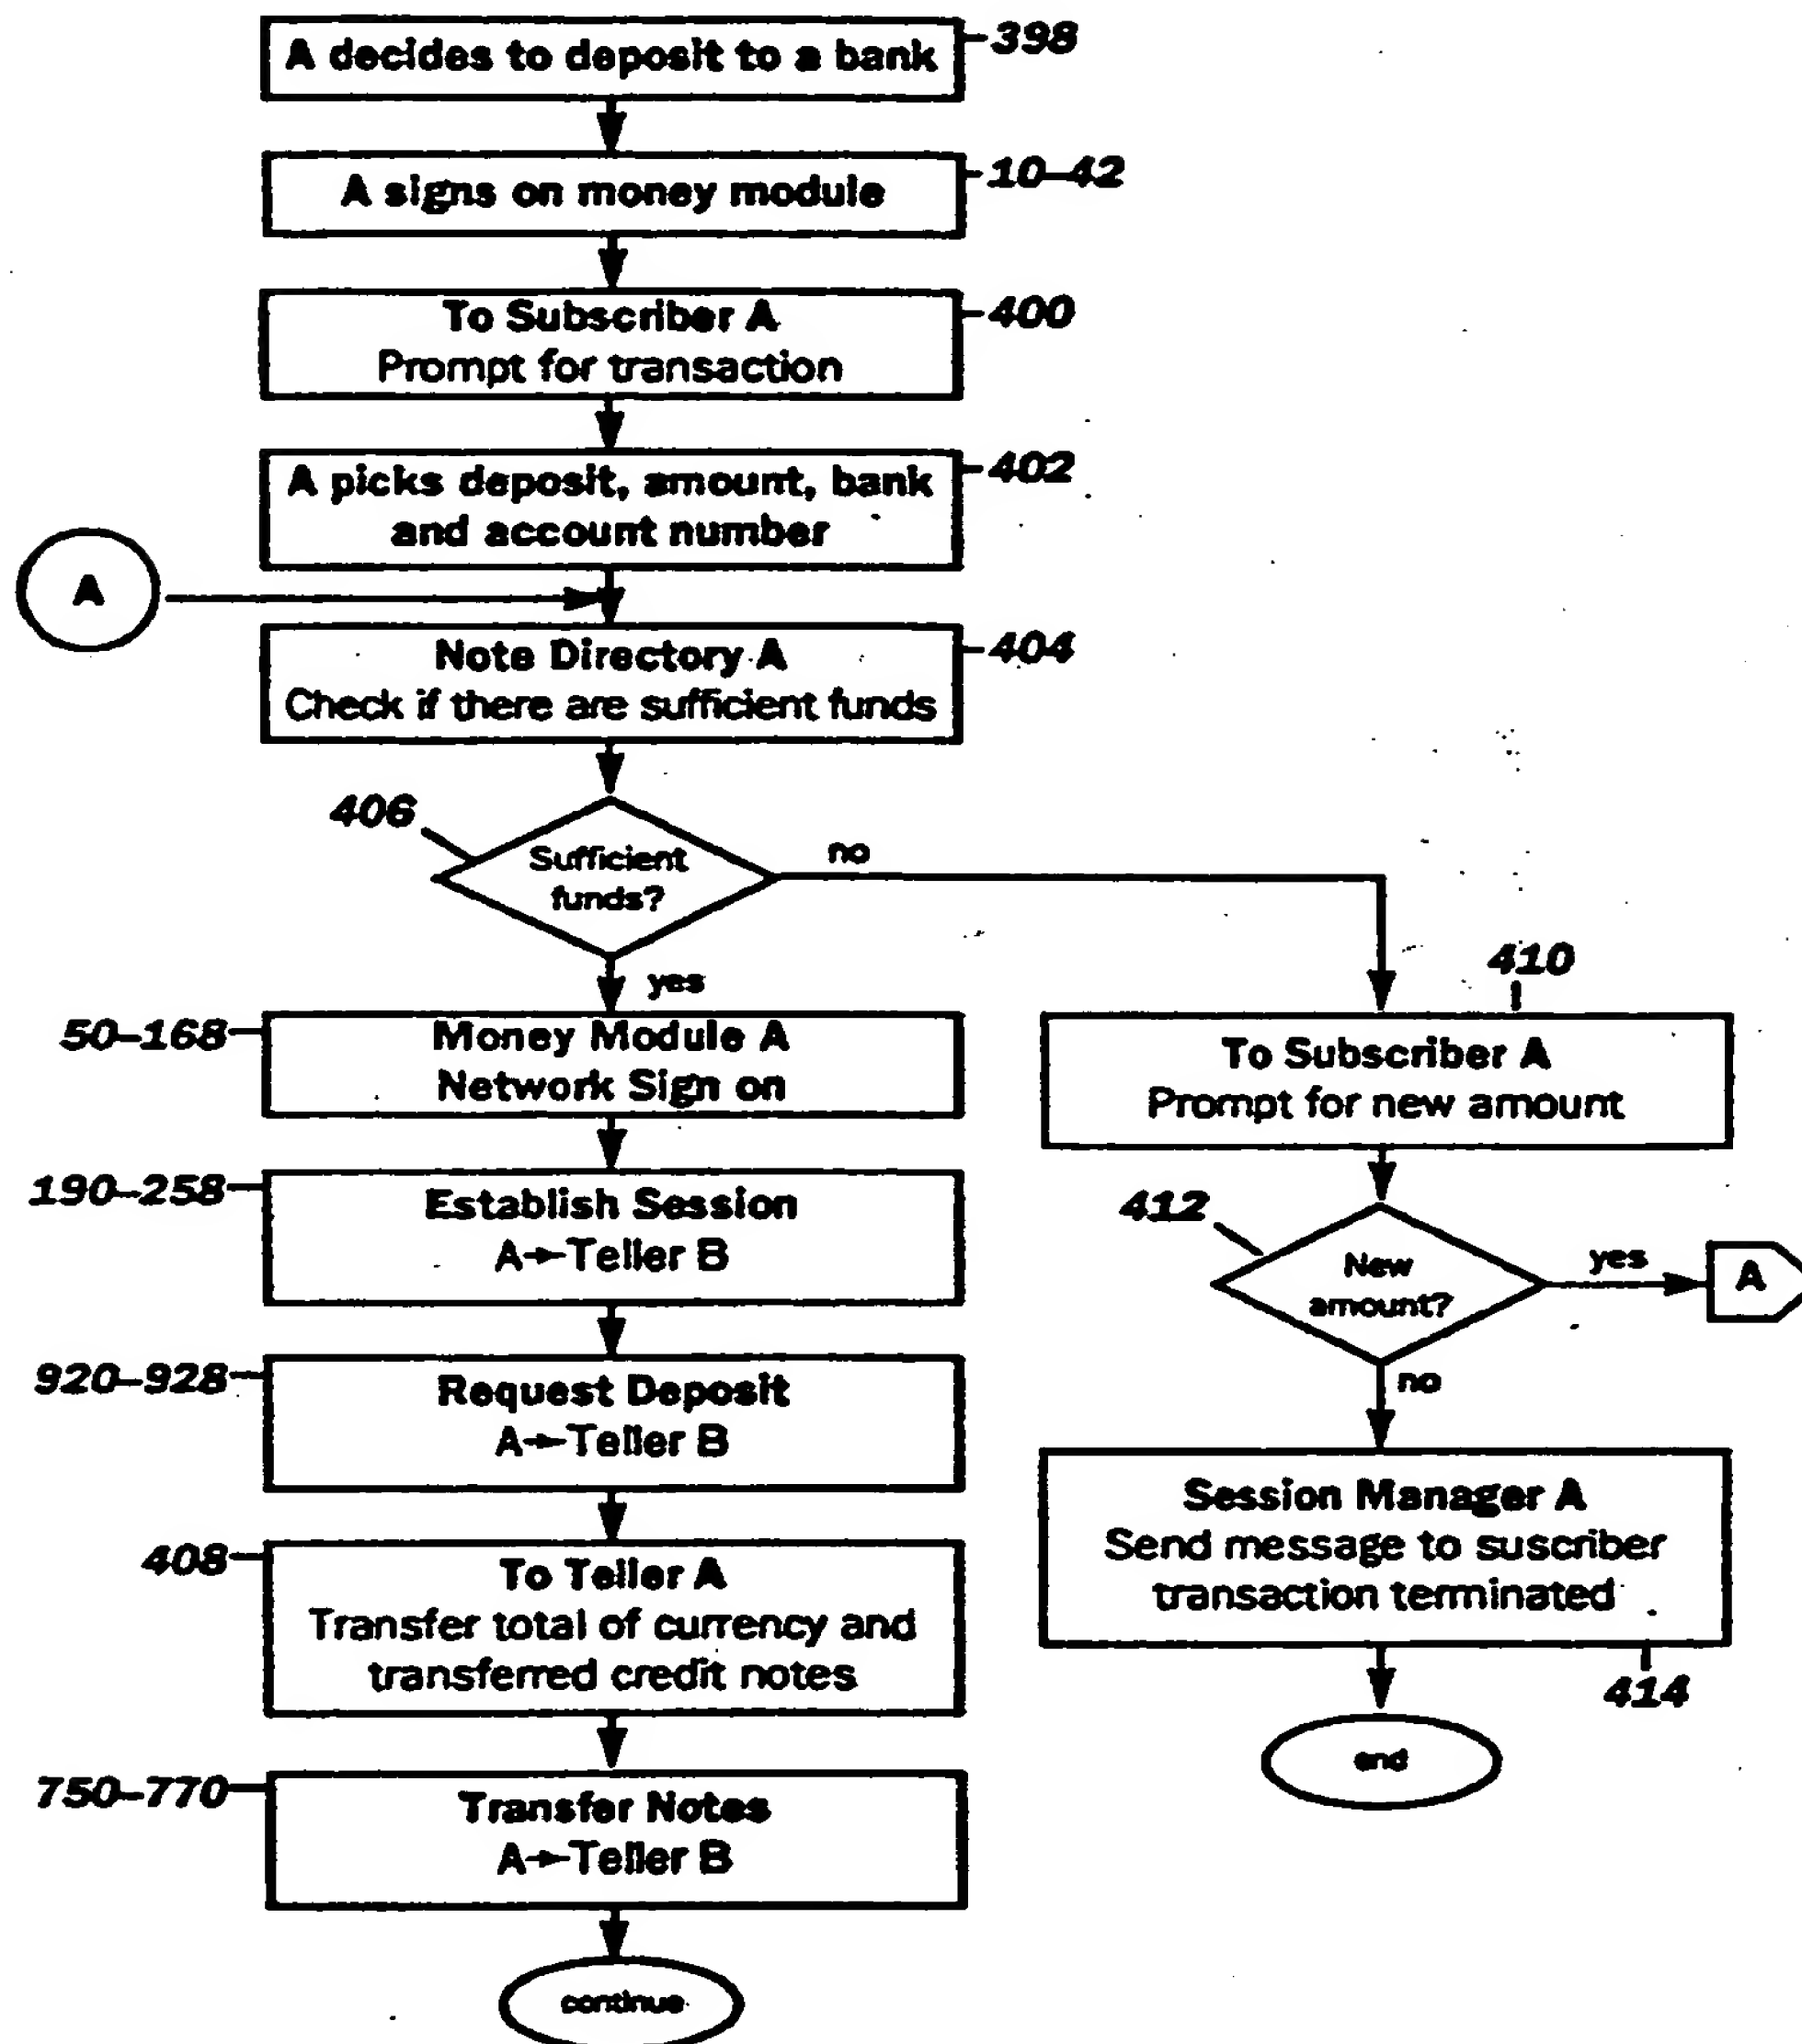 A decides to deposit to a bank
398
A signs on money module
10–42
To Subscriber A
400
Prompt for transaction
A picks deposit, amount, bank
402
and account number
A
Note Directory A
404
Check if there are sufficient funds
406
Sufficient
funds?
no
yes
50–168
Money Module A
Network Sign on
190–258
Establish Session
A→Teller B
920–928
Request Deposit
A→Teller B
408
To Teller A
Transfer total of currency and
transferred credit notes
750–770
Transfer Notes
A→Teller B
continue
410
To Subscriber A
Prompt for new amount
412
New
amount?
yes
A
no
Session Manager A
Send message to suscriber
transaction terminated
414
end